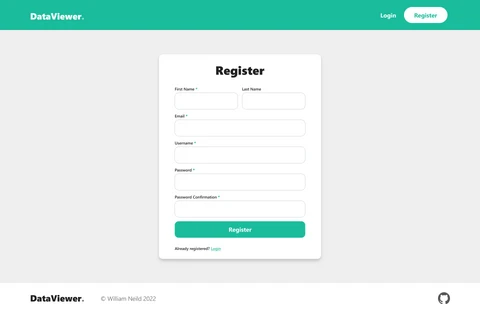 DataViewer.
Login Register
Register
First Name * Last Name
Email *
Username *
Password *
Password Confirmation *
Register
Already registered? Login
DataViewer. © William Neild 2022